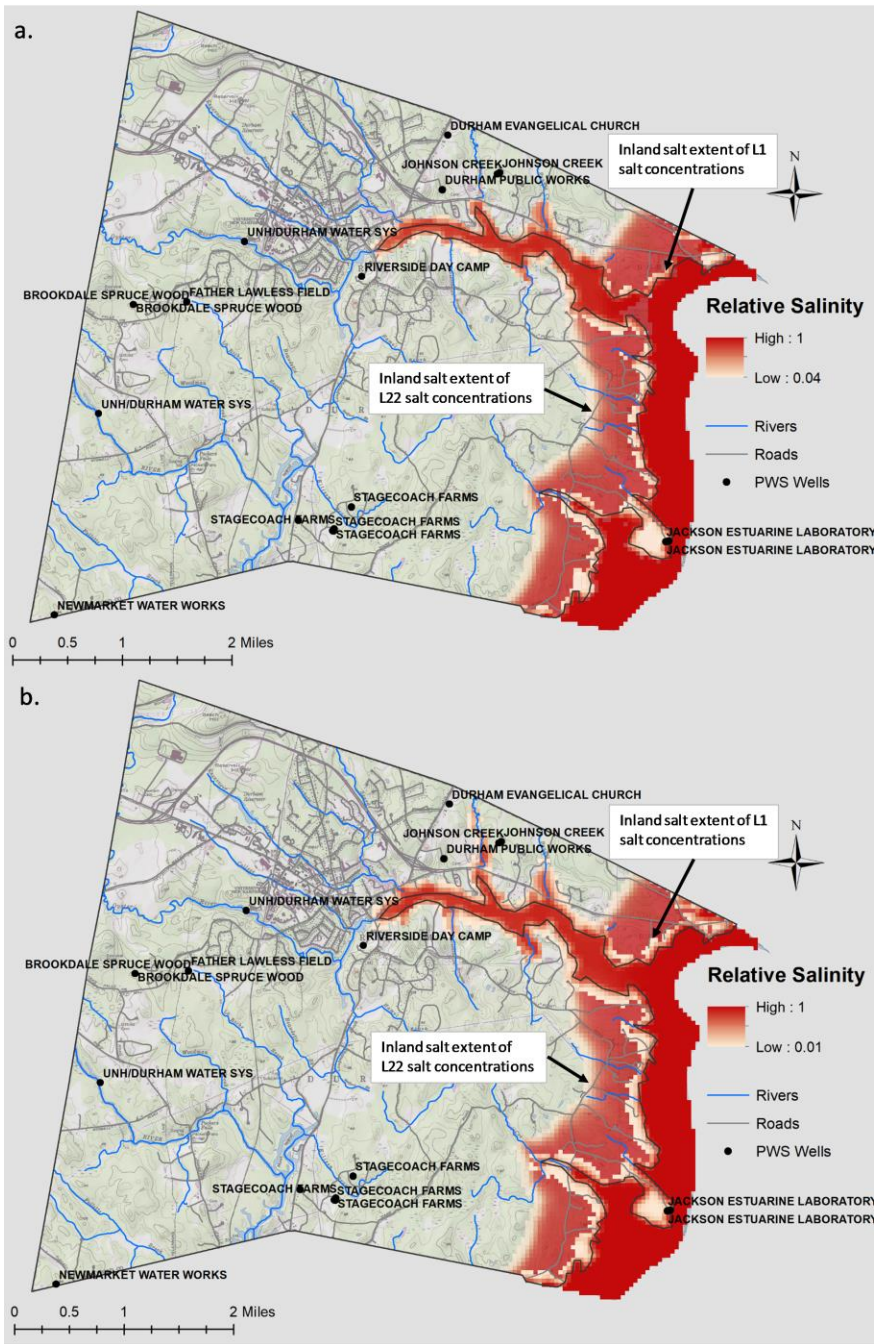 a.
DURHAM EVANGELICAL CHURCH
Inland salt extent of L1
salt concentrations
N
JOHNSON CREEK
JOHNSON CREEK
DURHAM PUBLIC WORKS
UNH/DURHAM WATER SYS
RIVERSIDE DAY CAMP
BROOKDALE SPRUCE WOOD
FATHER LAWLESS FIELD
BROOKDALE SPRUCE WOOD
Relative Salinity
High : 1
Low : 0.04
Inland salt extent of
L22 salt concentrations
UNH/DURHAM WATER SYS
Rivers
Roads
PWS Wells
STAGECOACH FARMS
STAGECOACH FARMS
STAGECOACH FARMS
STAGECOACH FARMS
JACKSON ESTUARINE LABORATORY
JACKSON ESTUARINE LABORATORY
NEWMARKET WATER WORKS
0 0.5 1 2 Miles
b.
DURHAM EVANGELICAL CHURCH
Inland salt extent of L1
salt concentrations
N
JOHNSON CREEK
JOHNSON CREEK
DURHAM PUBLIC WORKS
UNH/DURHAM WATER SYS
RIVERSIDE DAY CAMP
BROOKDALE SPRUCE WOOD
FATHER LAWLESS FIELD
BROOKDALE SPRUCE WOOD
Relative Salinity
High : 1
Low : 0.01
Inland salt extent of
L22 salt concentrations
UNH/DURHAM WATER SYS
Rivers
Roads
PWS Wells
STAGECOACH FARMS
STAGECOACH FARMS
STAGECOACH FARMS
STAGECOACH FARMS
JACKSON ESTUARINE LABORATORY
JACKSON ESTUARINE LABORATORY
NEWMARKET WATER WORKS
0 0.5 1 2 Miles